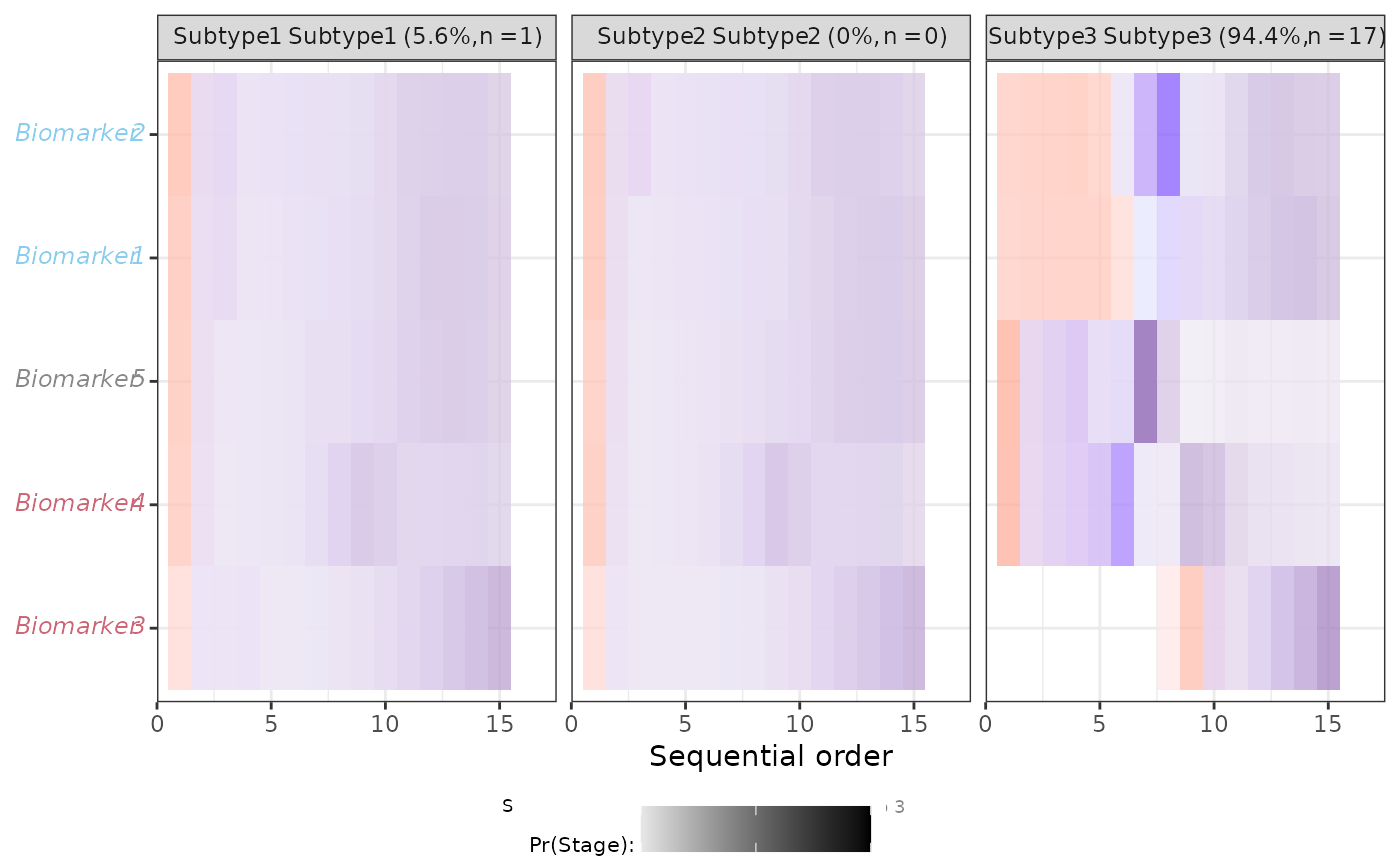 Subtype1 Subtype1 (5.6%, n = 1)
Subtype2 Subtype2 (0%, n = 0)
Subtype3 Subtype3 (94.4%, n = 17)
Biomarker2
Biomarker1
Biomarker5
Biomarker4
Biomarker3
0 5 10 15
0 5 10 15
0 5 10 15
Sequential order
S
3
Pr(Stage):